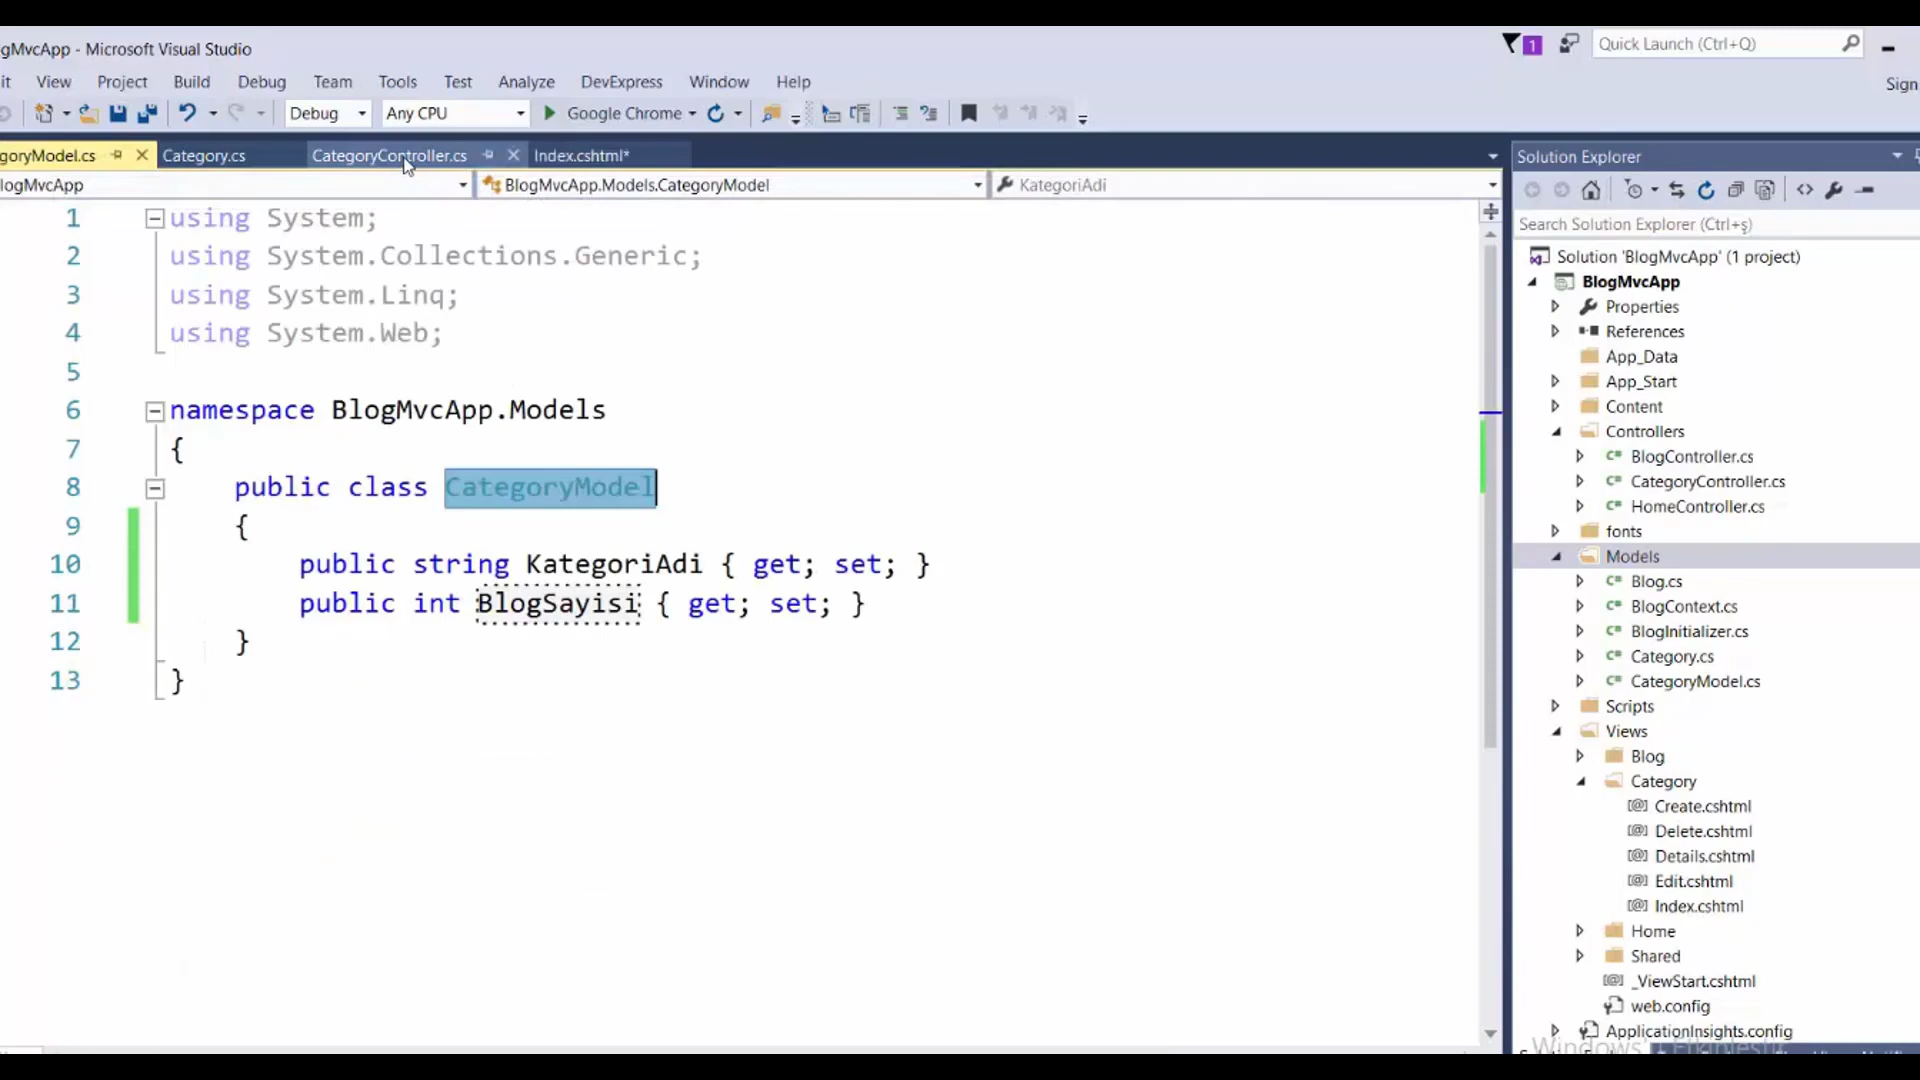 gMvcApp - Microsoft Visual Studio
1
Quick Launch (Ctrl+Q)
it View Project Build Debug Team Tools Test Analyze DevExpress Window Help
Sign
Debug Any CPU Google Chrome
goryModel.cs Category.cs CategoryController.cs Index.cshtml*
logMvcApp BlogMvcApp.Models.CategoryModel KategoriAdi
1 using System;
2 using System.Collections.Generic;
3 using System.Linq;
4 using System.Web;
5
6 namespace BlogMvcApp.Models
7 {
8 public class CategoryModel
9 {
10 public string KategoriAdi { get; set; }
11 public int BlogSayisi { get; set; }
12 }
13 }
Solution Explorer
Search Solution Explorer (Ctrl+ş)
Solution 'BlogMvcApp' (1 project)
BlogMvcApp
Properties
References
App_Data
App_Start
Content
Controllers
C# BlogController.cs
C# CategoryController.cs
C# HomeController.cs
fonts
Models
C# Blog.cs
C# BlogContext.cs
C# BlogInitializer.cs
C# Category.cs
C# CategoryModel.cs
Scripts
Views
Blog
Category
[@] Create.cshtml
[@] Delete.cshtml
[@] Details.cshtml
[@] Edit.cshtml
[@] Index.cshtml
Home
Shared
[@] _ViewStart.cshtml
web.config
ApplicationInsights.config